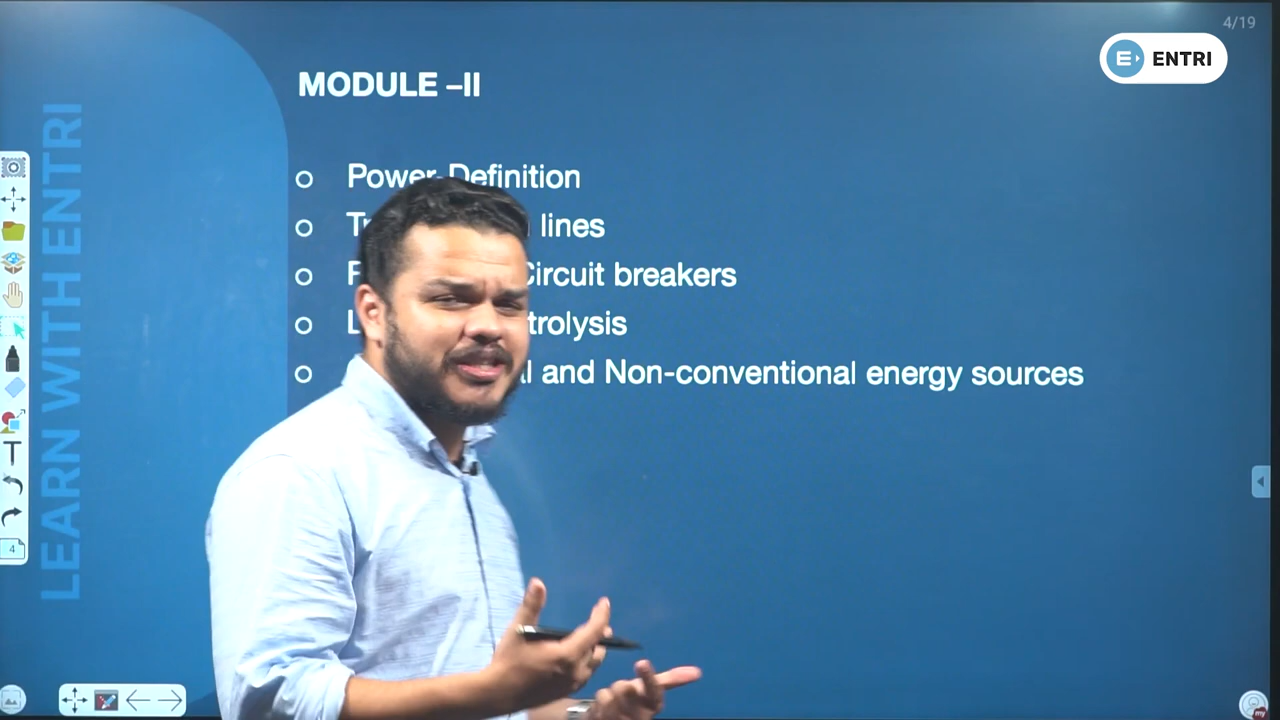 4/19
ENTRI
MODULE –II
Power Definition
lines
Circuit breakers
and Non-conventional energy sources
LEARN WITH ENTRI
T
4